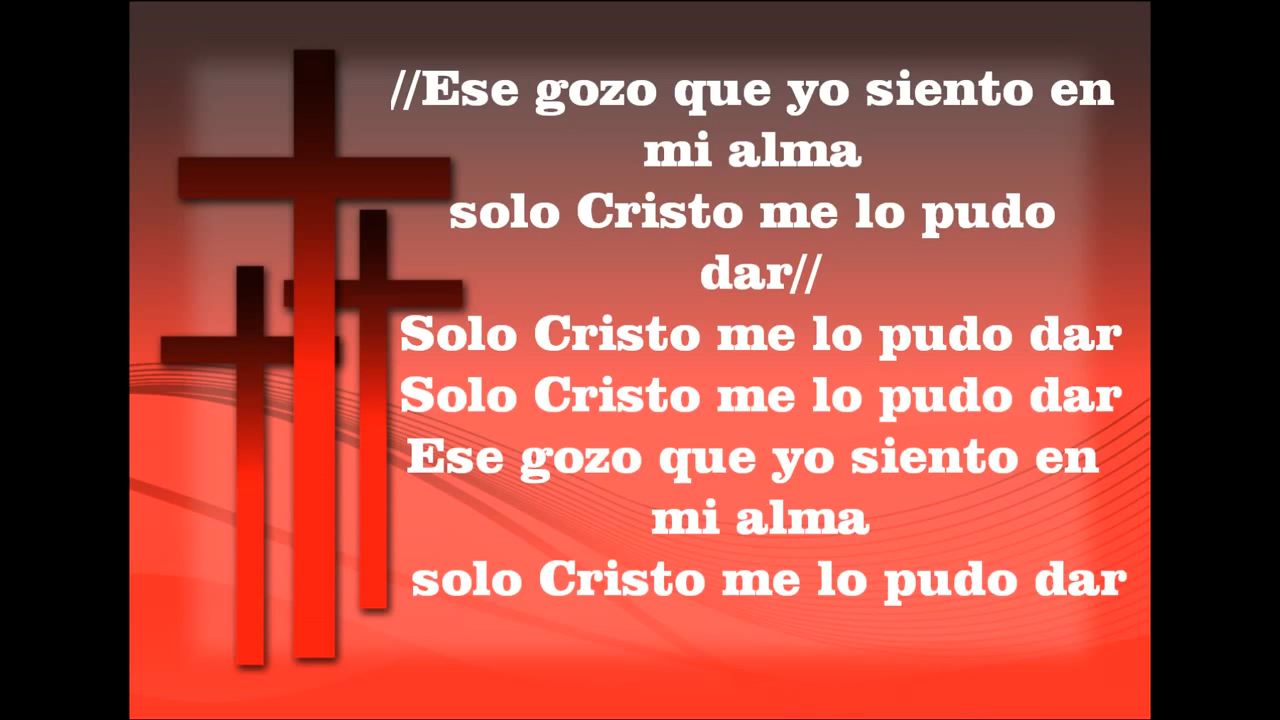 //Ese gozo que yo siento en
mi alma
solo Cristo me lo pudo
dar//
Solo Cristo me lo pudo dar
Solo Cristo me lo pudo dar
Ese gozo que yo siento en
mi alma
solo Cristo me lo pudo dar